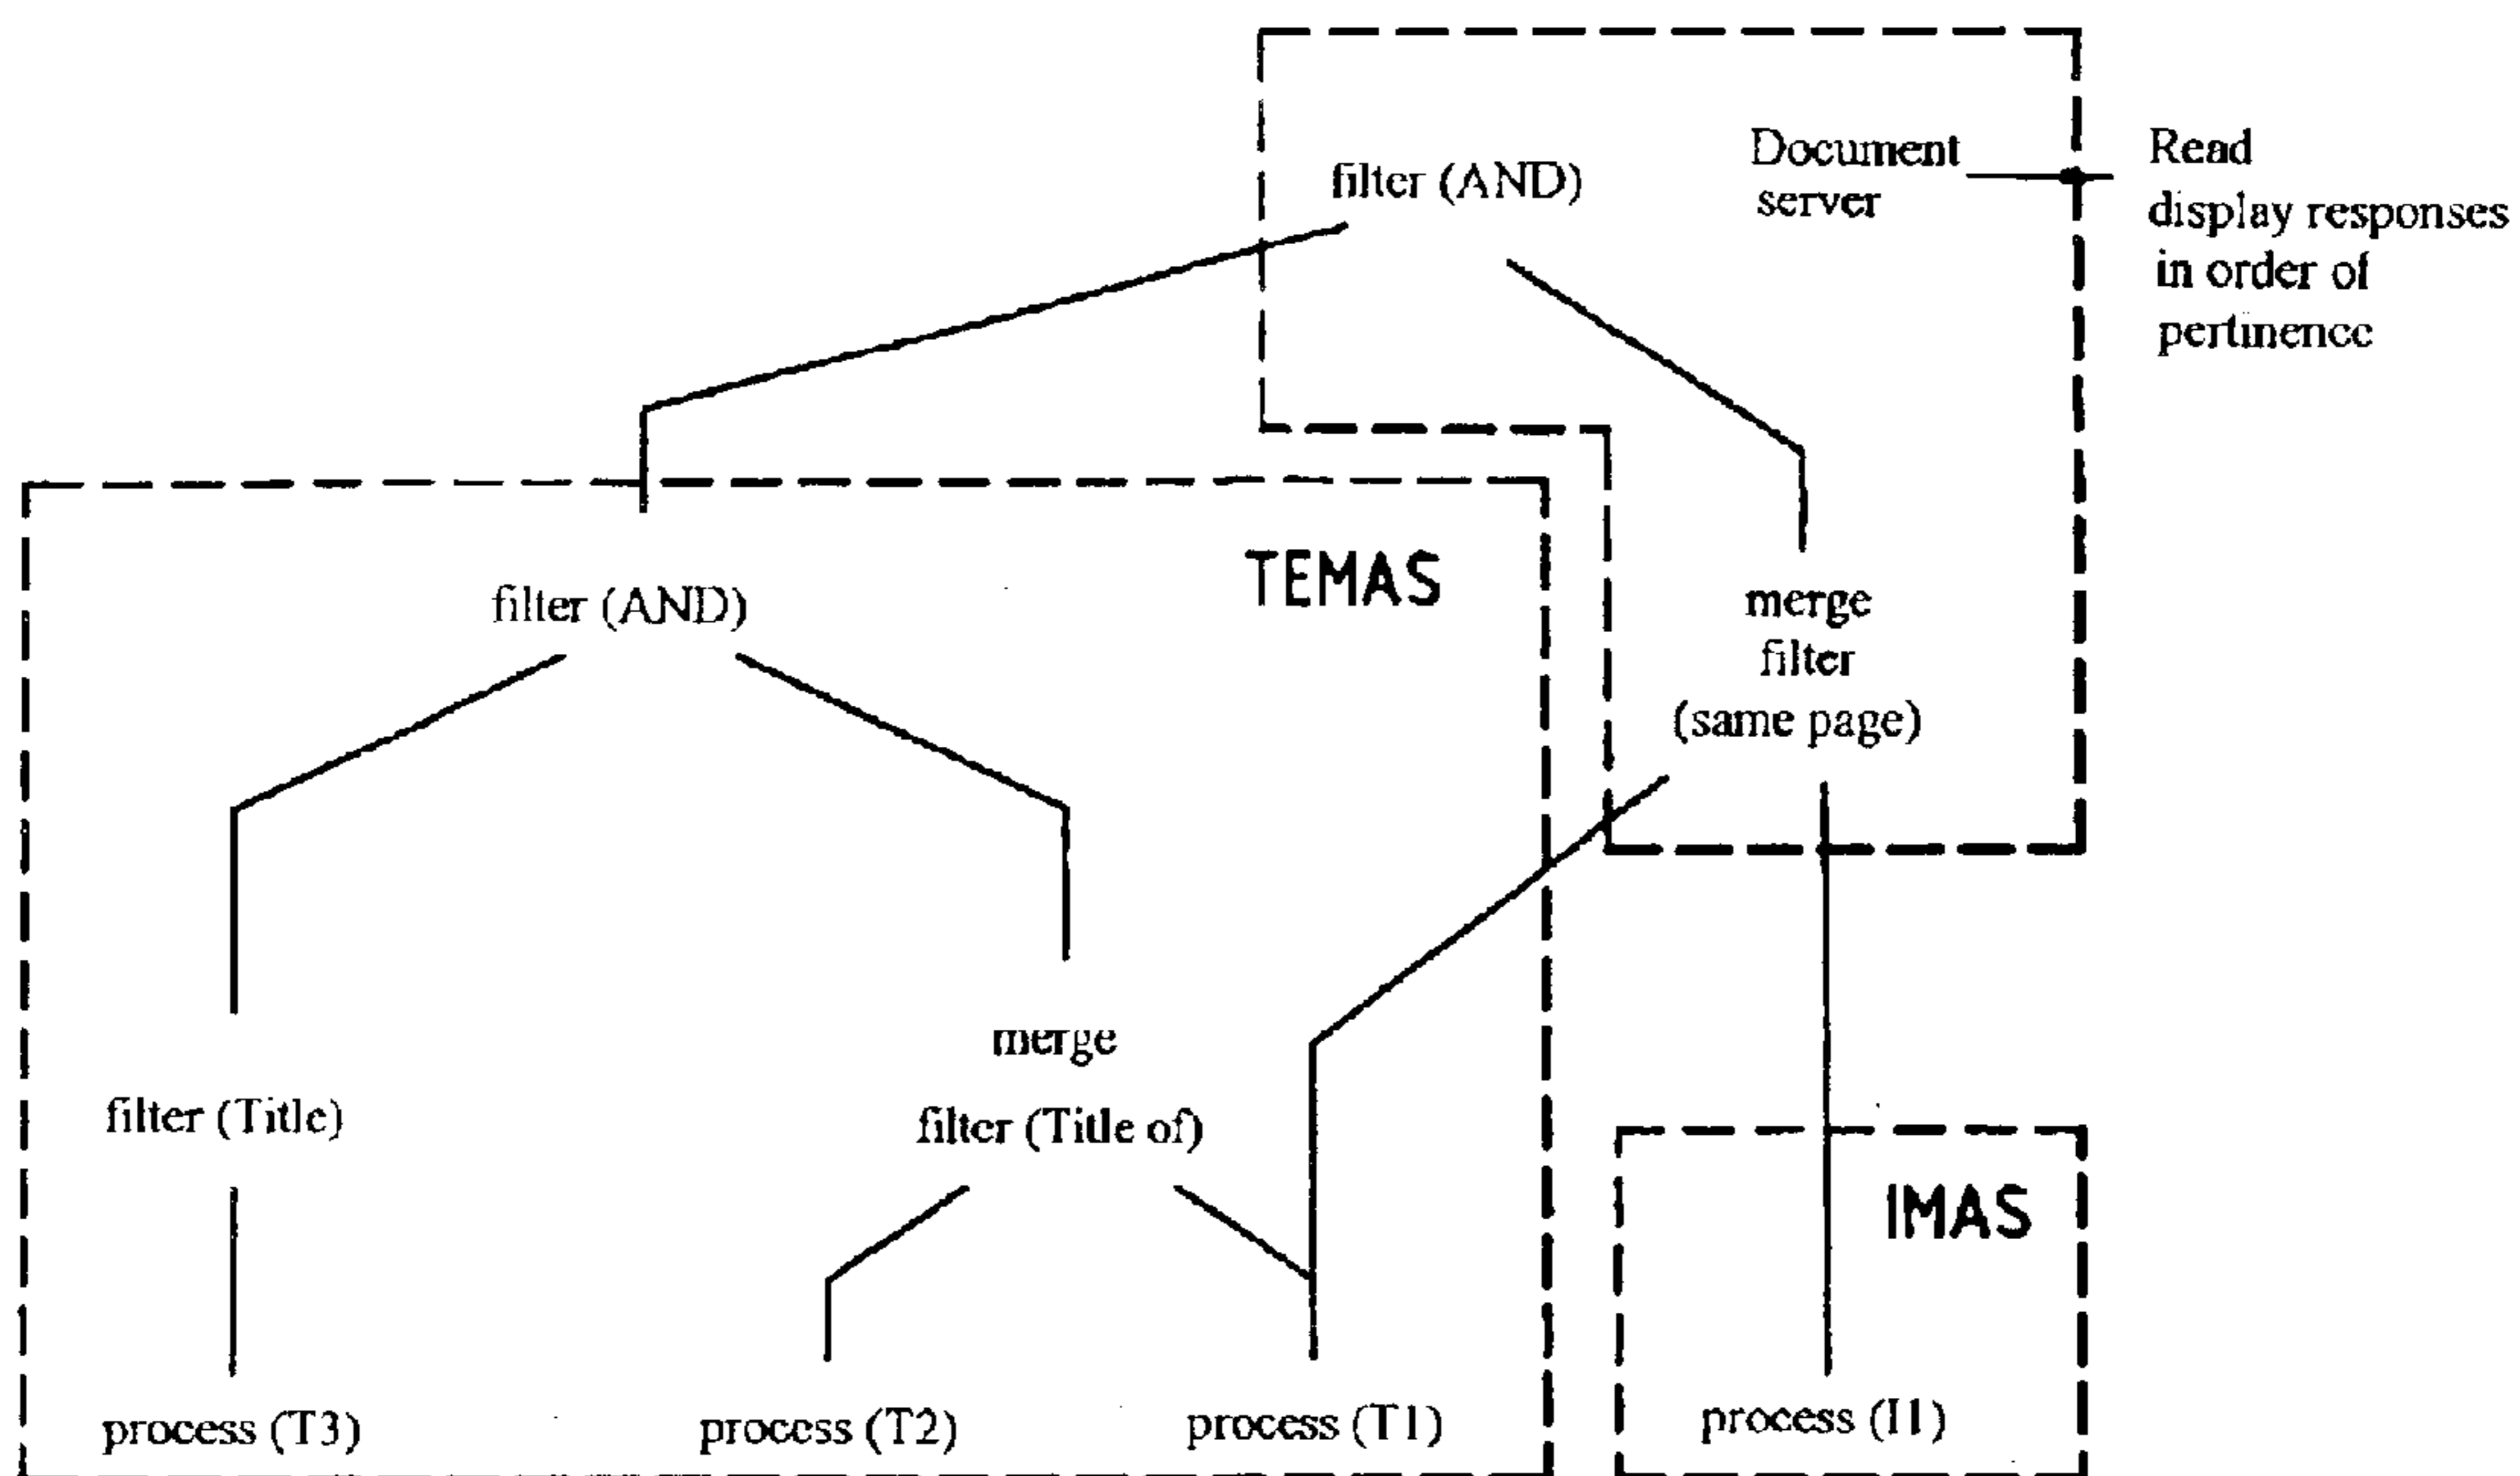 filter (AND)
Document
server
Read
display responses
in order of
pertinence
TEMAS
filter (AND)
merge
filter
(same page)
merge
filter (Title)
filter (Title of)
IMAS
process (T3)
process (T2)
process (T1)
process (I1)